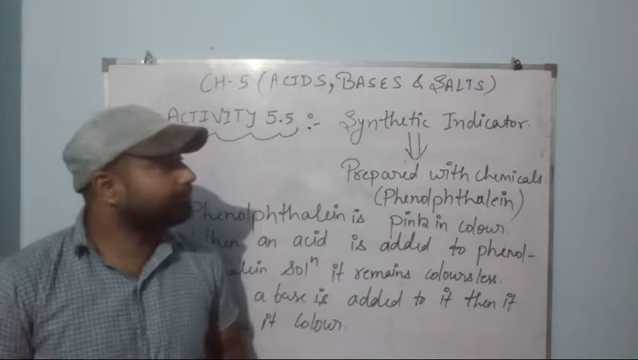 CH-5 (ACIDS, BASES & SALTS)
ACTIVITY 5.5 :- Synthetic Indicator.
Prepared with chemicals
(Phenolphthalein)
Phenolphthalein is pink in colour
an acid is added to phenol-
lein Solⁿ it remains colourless.
a base is added to it then it
it colour.